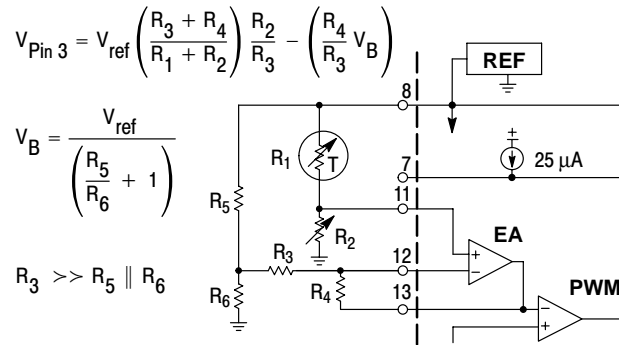 V_Pin 3 = V_ref ( (R_3 + R_4) / (R_1 + R_2) ) R_2 / R_3 − ( R_4 / R_3 V_B )
REF
8
V_B = V_ref / ( R_5 / R_6 + 1 )
R_1
T
7
25 μA
11
R_5
R_2
EA
R_3 >> R_5 || R_6
R_3
12
+
−
PWM
R_6
R_4
13
−
+